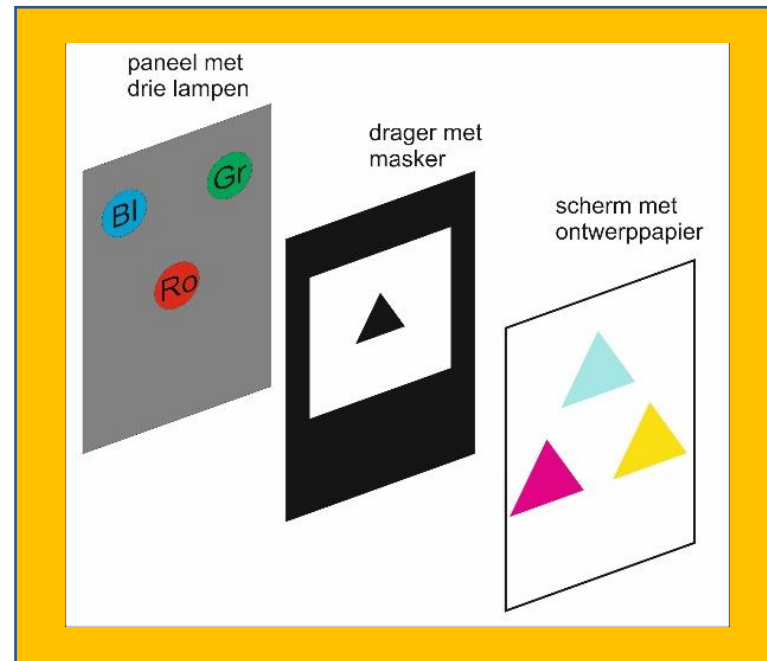 paneel met
drie lampen
drager met
masker
scherm met
ontwerppapier
Bl
Gr
Ro